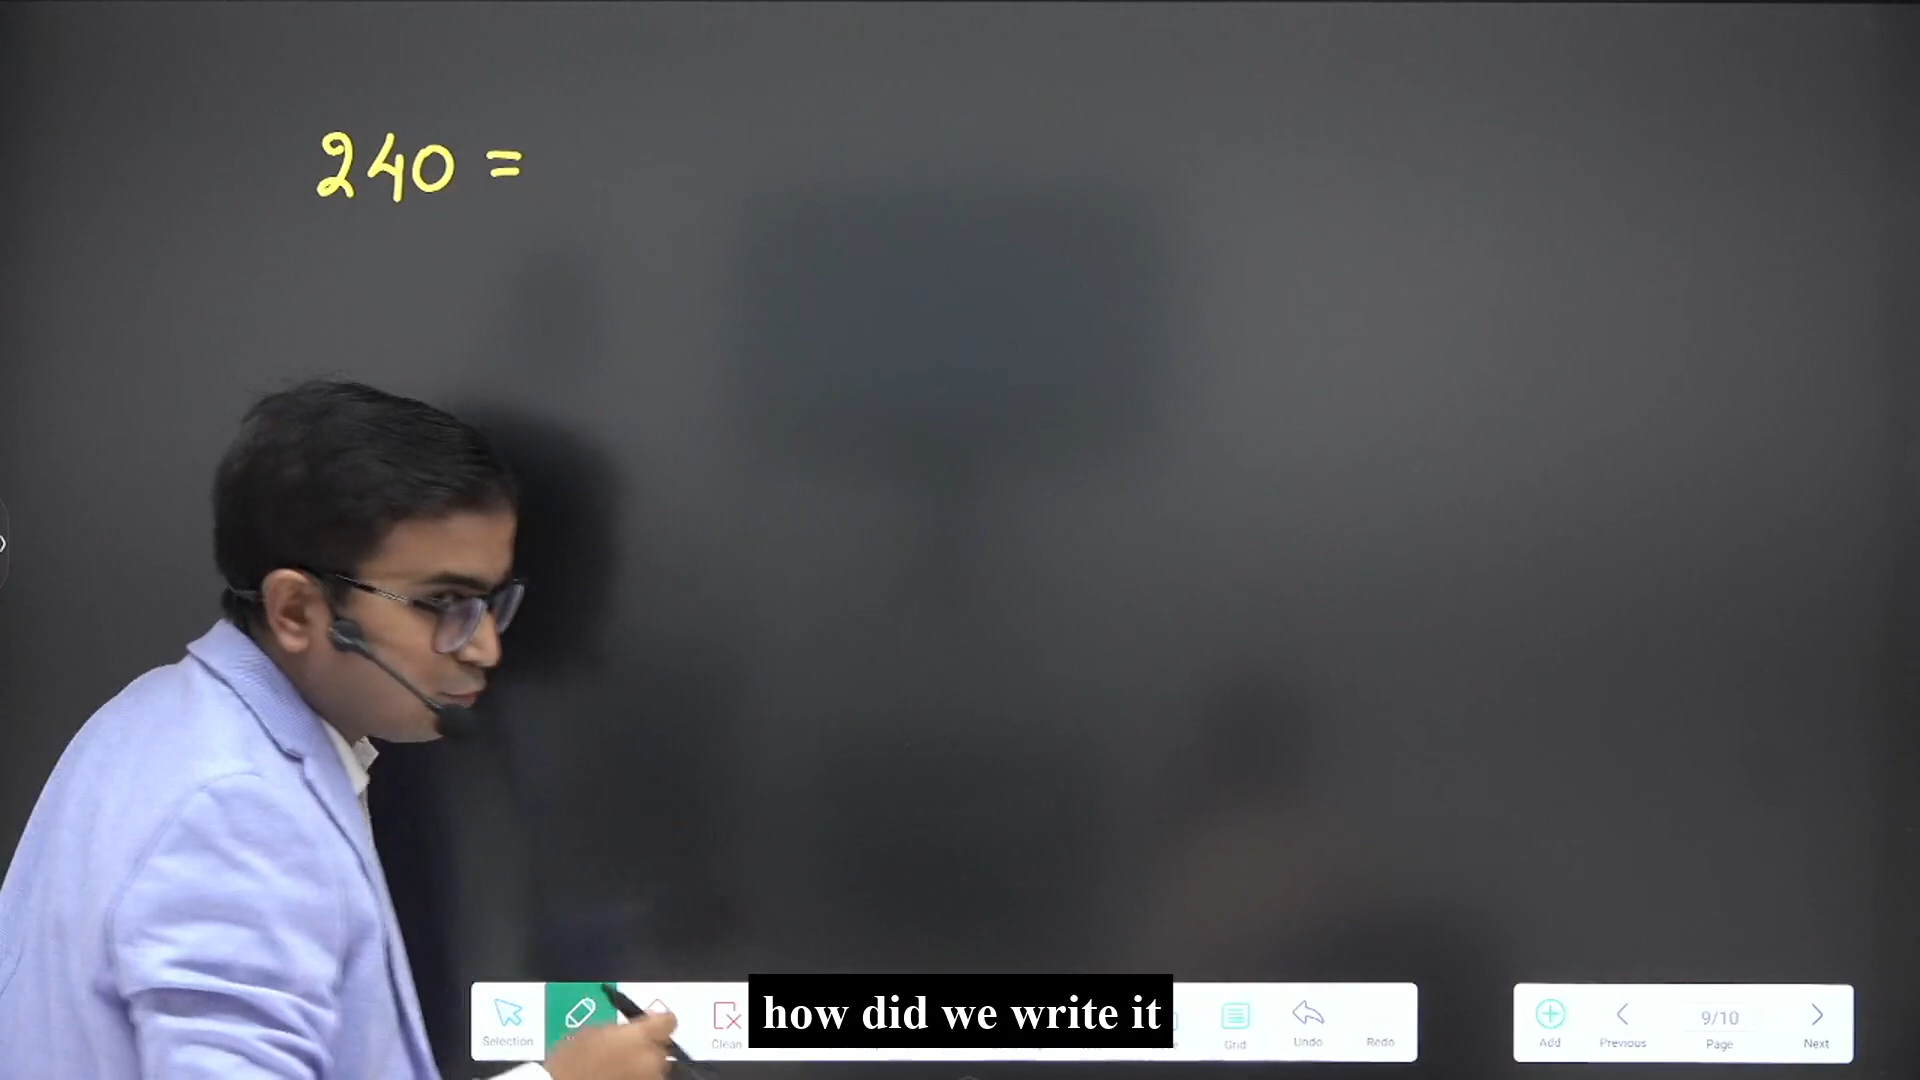 240 =
how did we write it
Selection
Clean
Grid
Undo
Redo
Add
Previous
9/10
Page
Next